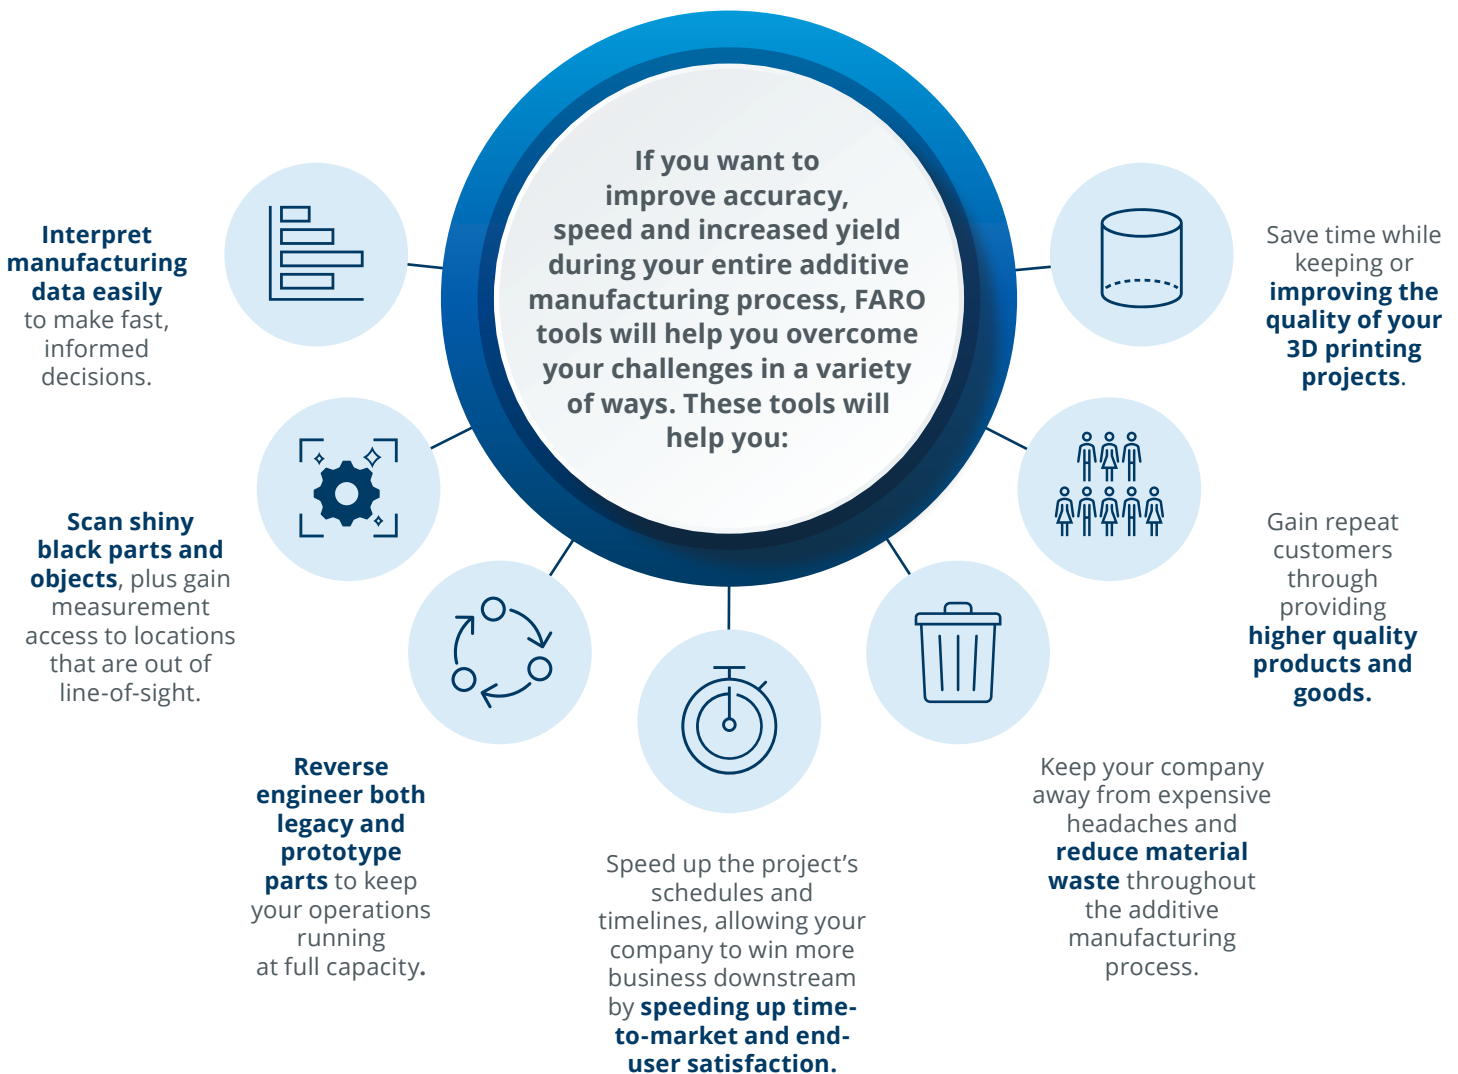 If you want to
improve accuracy,
speed and increased yield
during your entire additive
manufacturing process, FARO
tools will help you overcome
your challenges in a variety
of ways. These tools will
help you:
Interpret
manufacturing
data easily
to make fast,
informed
decisions.
Scan shiny
black parts and
objects, plus gain
measurement
access to locations
that are out of
line-of-sight.
Reverse
engineer both
legacy and
prototype
parts to keep
your operations
running
at full capacity.
Speed up the project's
schedules and
timelines, allowing your
company to win more
business downstream
by speeding up time-
to-market and end-
user satisfaction.
Keep your company
away from expensive
headaches and
reduce material
waste throughout
the additive
manufacturing
process.
Gain repeat
customers
through
providing
higher quality
products and
goods.
Save time while
keeping or
improving the
quality of your
3D printing
projects.